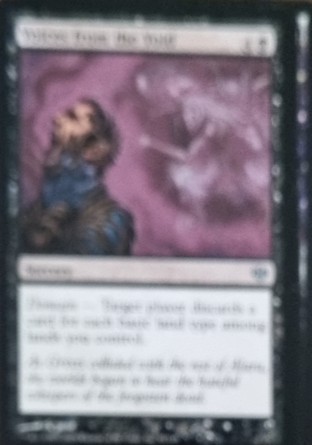 Voices from the Void 4
Sorcery
Domain — Target player discards a
card for each basic land type among
lands you control.
As Grixis collided with the rest of Alara,
the worlds began to hear the hateful
whispers of the forgotten dead.